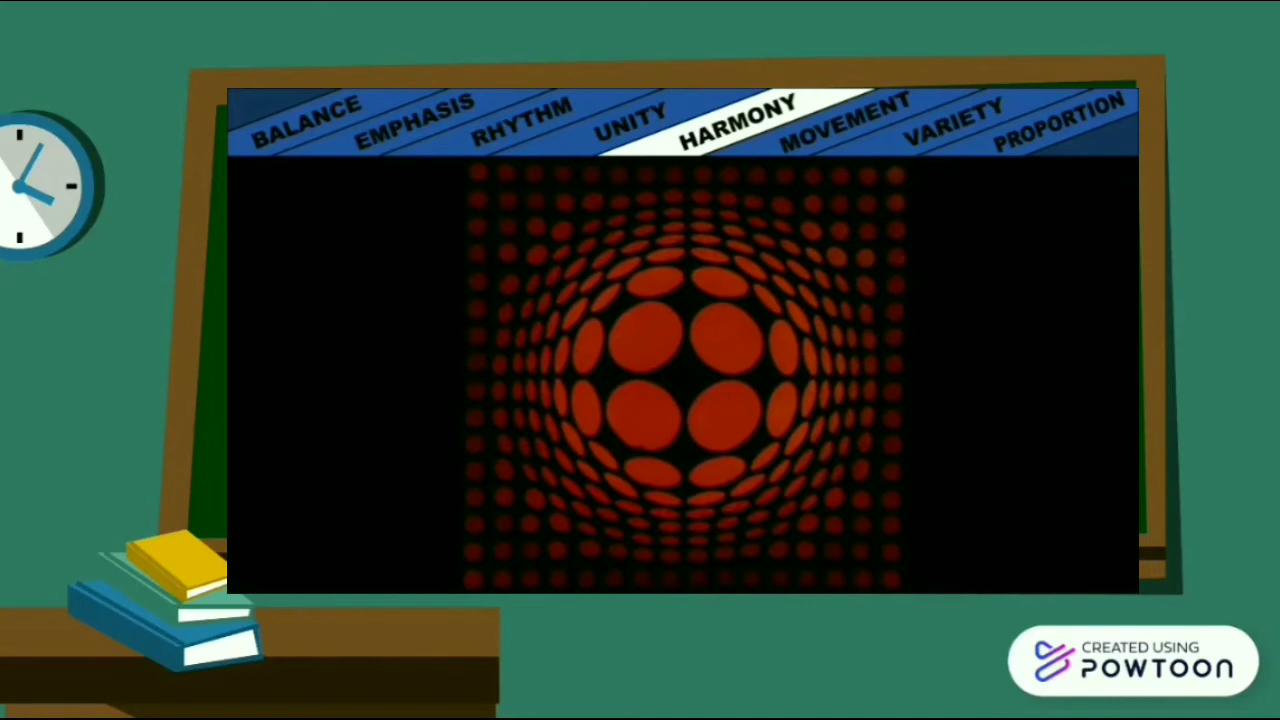 BALANCE
EMPHASIS
RHYTHM
UNITY
HARMONY
MOVEMENT
VARIETY
PROPORTION
CREATED USING
POWTOON